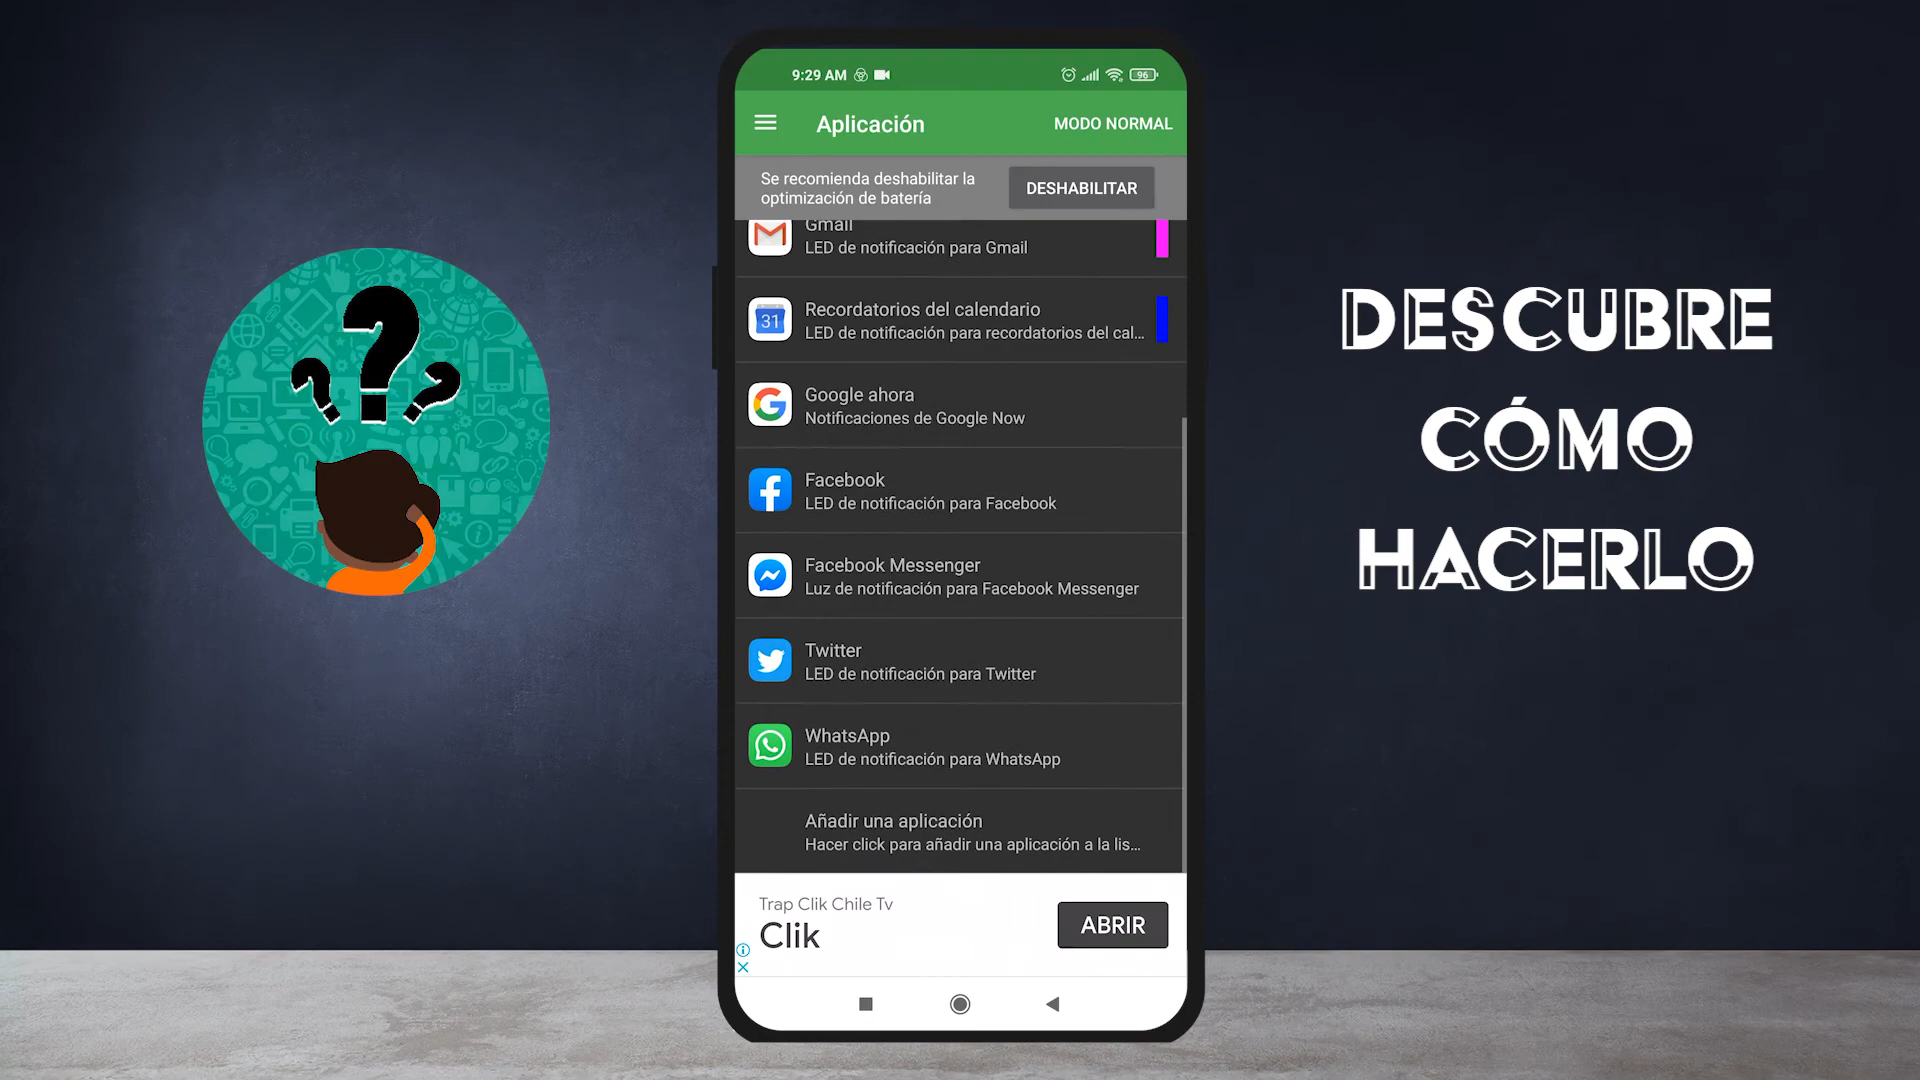 9:29 AM
96
Aplicación
MODO NORMAL
Se recomienda deshabilitar la
optimización de batería
DESHABILITAR
Gmail
LED de notificación para Gmail
31
Recordatorios del calendario
LED de notificación para recordatorios del cal...
Google ahora
Notificaciones de Google Now
Facebook
LED de notificación para Facebook
Facebook Messenger
Luz de notificación para Facebook Messenger
Twitter
LED de notificación para Twitter
WhatsApp
LED de notificación para WhatsApp
Añadir una aplicación
Hacer click para añadir una aplicación a la lis...
Trap Clik Chile Tv
Clik
ABRIR
???
DESCUBRE
CÓMO
HACERLO